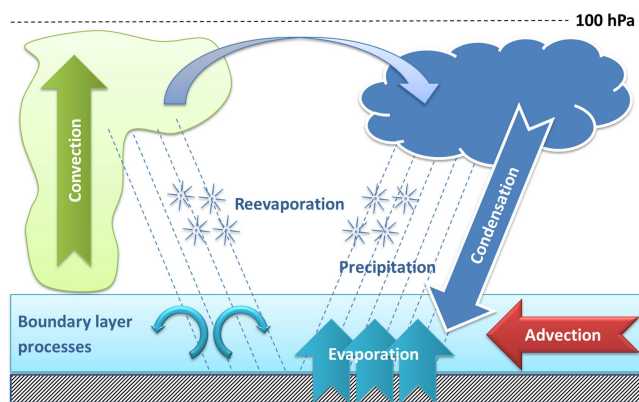 100 hPa
Convection
Reevaporation
Condensation
Precipitation
Boundary layer
processes
Evaporation
Advection